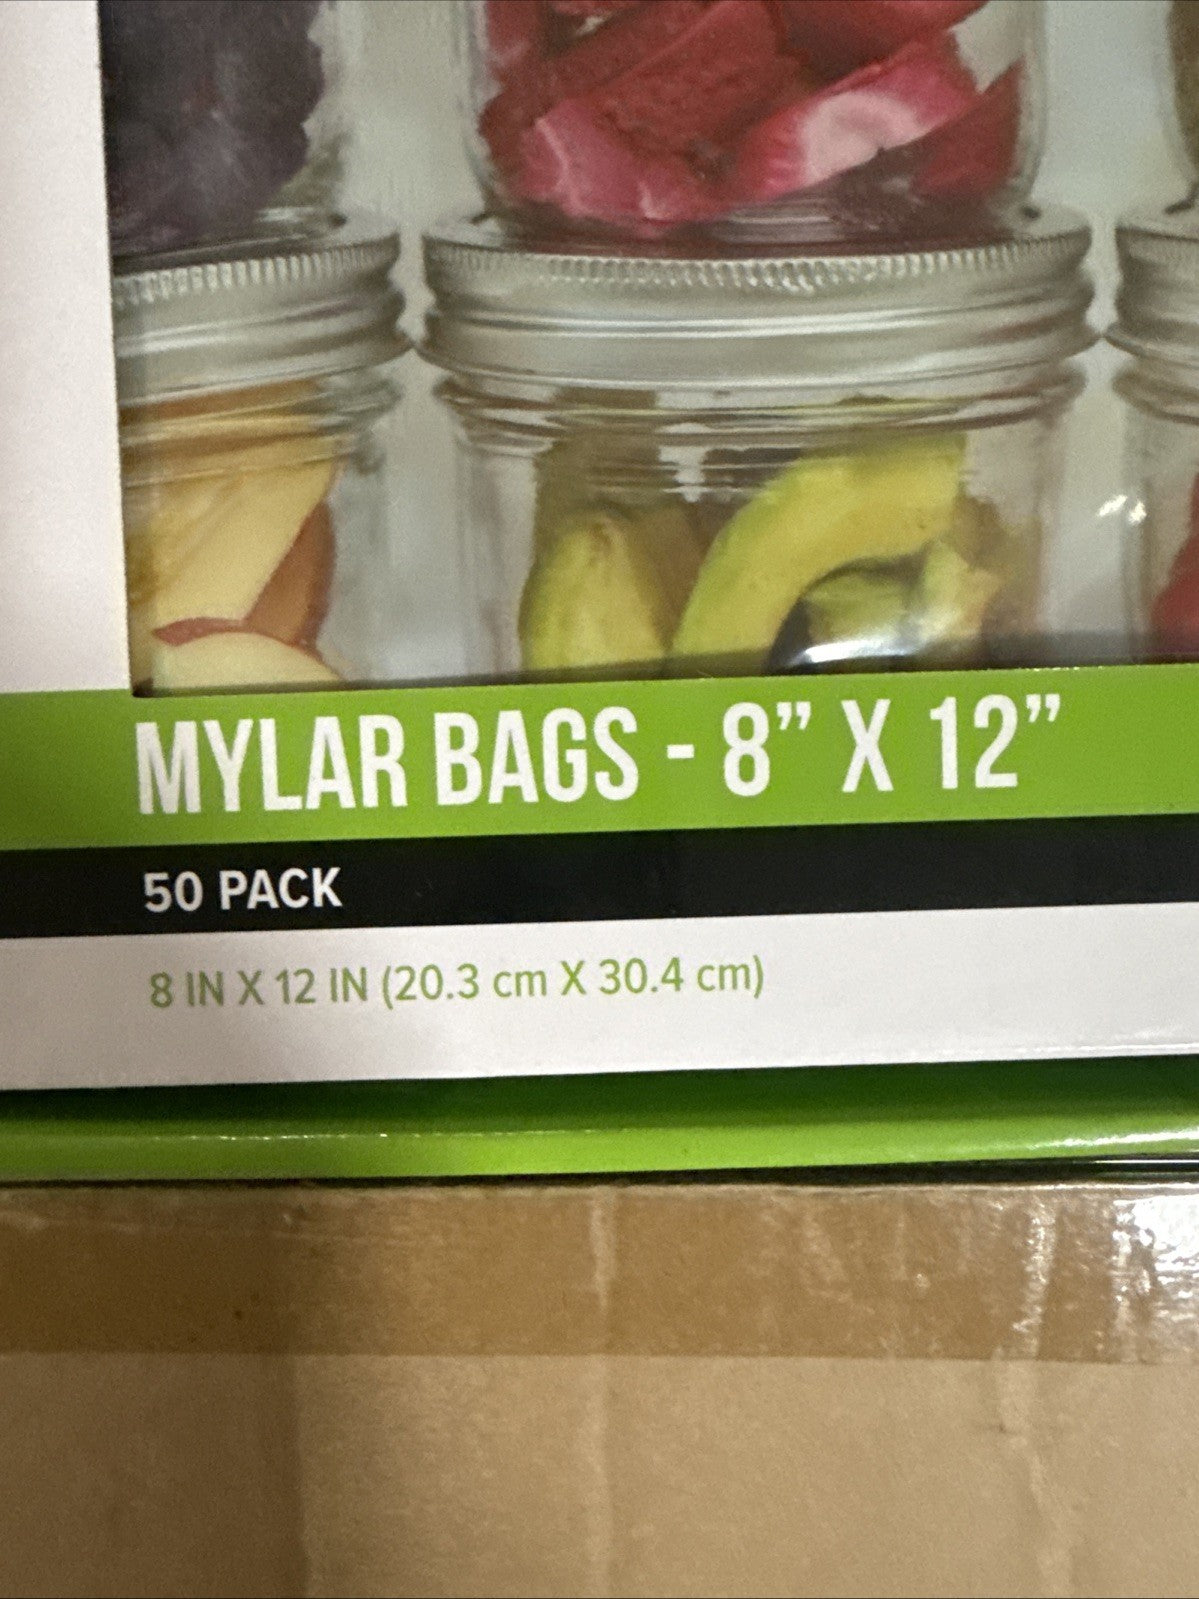 MYLAR BAGS - 8” X 12”
50 PACK
8 IN X 12 IN (20.3 cm X 30.4 cm)